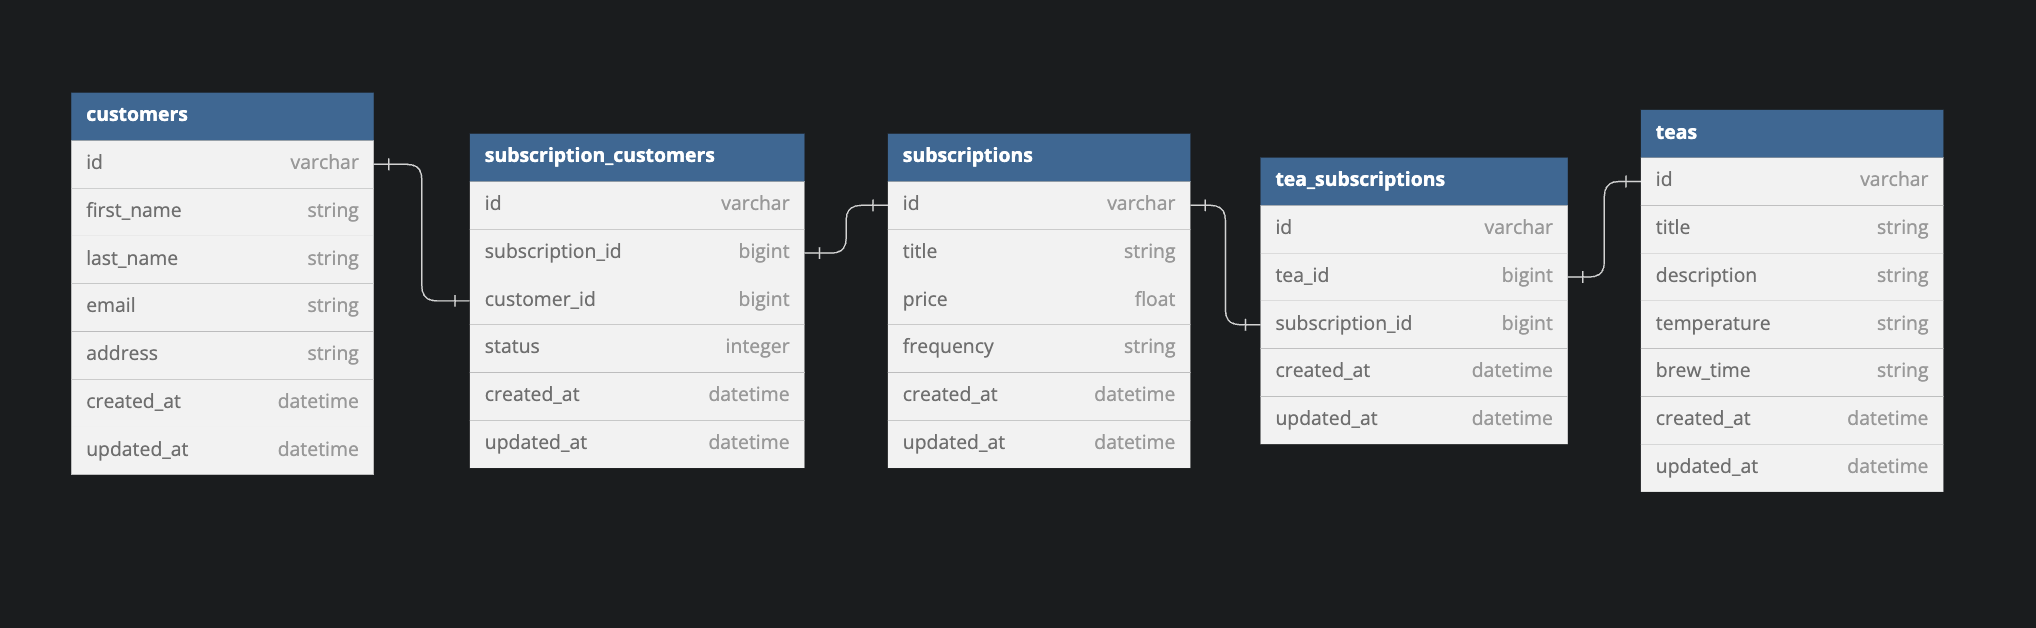 customers
id varchar
first_name string
last_name string
email string
address string
created_at datetime
updated_at datetime
subscription_customers
id varchar
subscription_id bigint
customer_id bigint
status integer
created_at datetime
updated_at datetime
subscriptions
id varchar
title string
price float
frequency string
created_at datetime
updated_at datetime
tea_subscriptions
id varchar
tea_id bigint
subscription_id bigint
created_at datetime
updated_at datetime
teas
id varchar
title string
description string
temperature string
brew_time string
created_at datetime
updated_at datetime